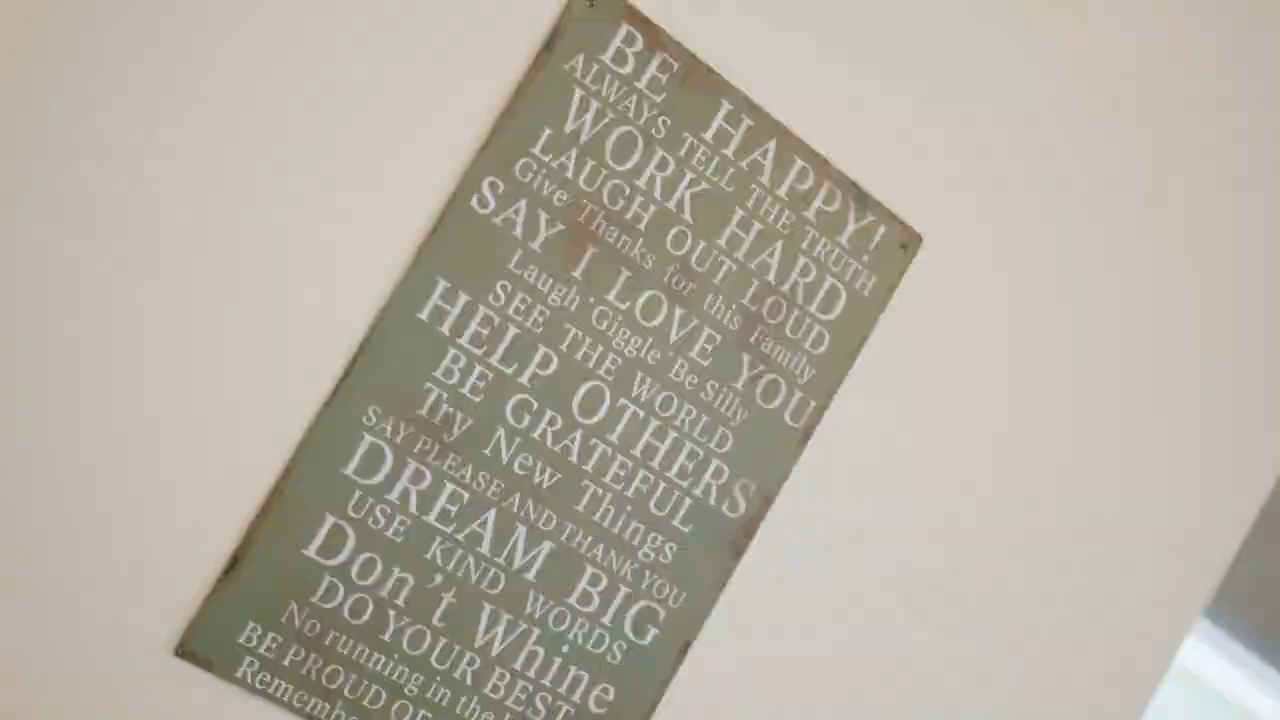 BE HAPPY!
ALWAYS TELL THE TRUTH
WORK HARD
LAUGH OUT LOUD
Give Thanks for this Family
SAY I LOVE YOU
Laugh · Giggle · Be Silly
SEE THE WORLD
HELP OTHERS
BE GRATEFUL
Try New Things
SAY PLEASE AND THANK YOU
DREAM BIG
USE KIND WORDS
Don't Whine
DO YOUR BEST
No running in the
BE PROUD OF